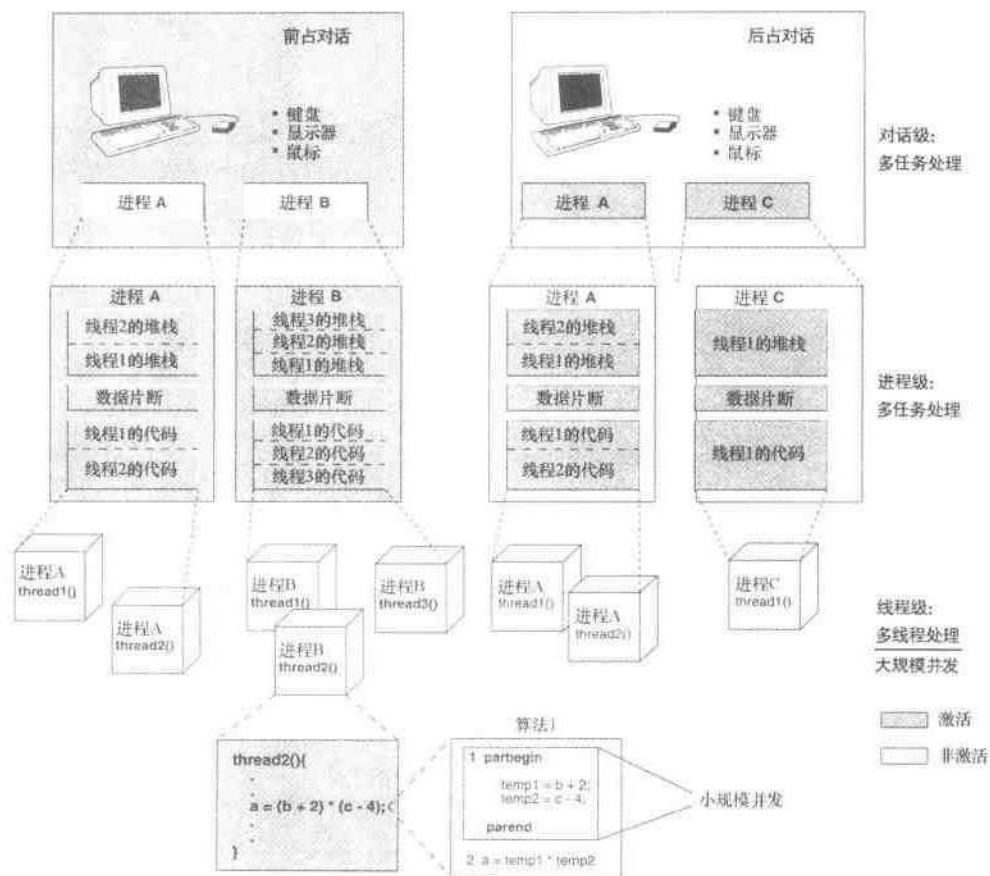 前占对话
▪ 键盘
▪ 显示器
▪ 鼠标
进程 A
进程 B
后占对话
▪ 键盘
▪ 显示器
▪ 鼠标
进程 A
进程 C
对话级:
多任务处理
进程 A
线程2的堆栈
线程1的堆栈
数据片断
线程1的代码
线程2的代码
进程 B
线程3的堆栈
线程2的堆栈
线程1的堆栈
数据片断
线程1的代码
线程2的代码
线程3的代码
进程 A
线程2的堆栈
线程1的堆栈
数据片断
线程1的代码
线程2的代码
进程 C
线程1的堆栈
数据片断
线程1的代码
进程级:
多任务处理
进程A
thread1()
进程A
thread2()
进程B
thread1()
进程B
thread2()
进程B
thread3()
进程A
thread1()
进程A
thread2()
进程C
thread1()
线程级:
多线程处理
大规模并发
激活
非激活
thread2(){
.
.
a = (b + 2) * (c - 4);
.
.
}
算法1
1 parbegin
temp1 = b + 2;
temp2 = c - 4;
parend
2 a = temp1 * temp2
小规模并发